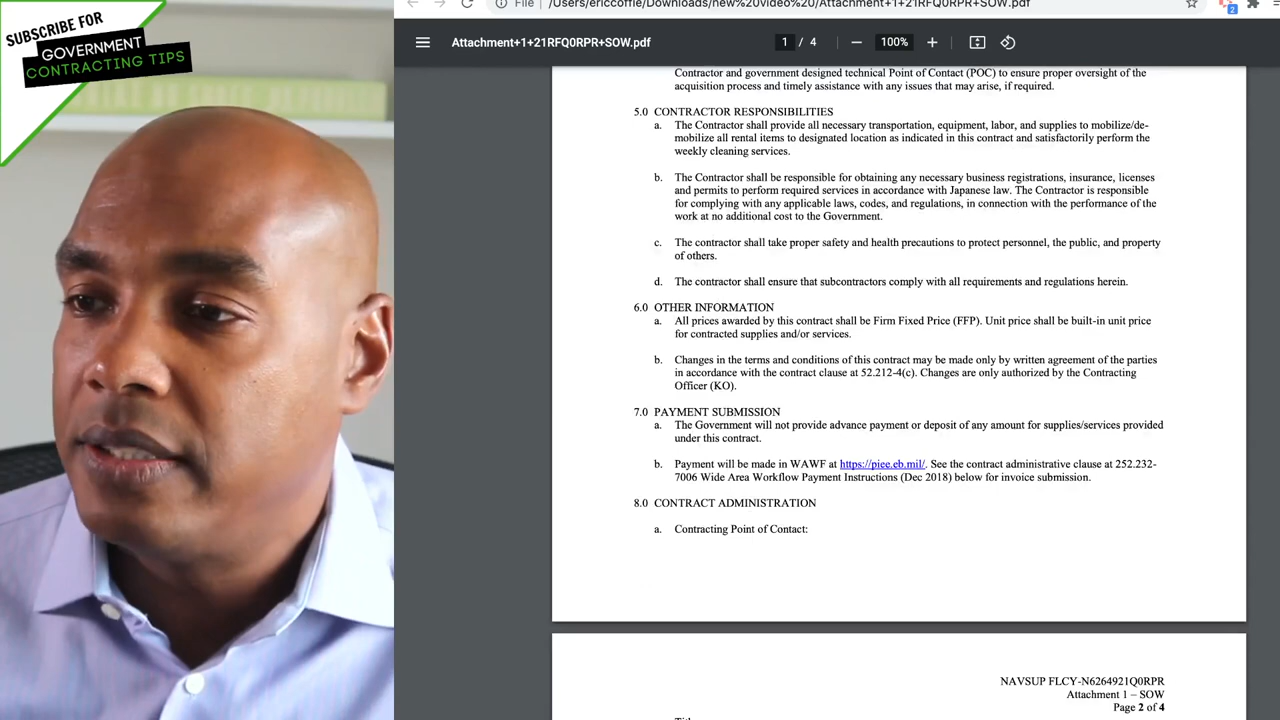 SUBSCRIBE FOR
GOVERNMENT
CONTRACTING TIPS
File
/Users/ericcoffie/Downloads/new%20video%20/Attachment+1+21RFQ0RPR+SOW.pdf
2
Attachment+1+21RFQ0RPR+SOW.pdf
1 / 4
100%
Contractor and government designed technical Point of Contact (POC) to ensure proper oversight of the
acquisition process and timely assistance with any issues that may arise, if required.
5.0 CONTRACTOR RESPONSIBILITIES
a. The Contractor shall provide all necessary transportation, equipment, labor, and supplies to mobilize/de-
mobilize all rental items to designated location as indicated in this contract and satisfactorily perform the
weekly cleaning services.
b. The Contractor shall be responsible for obtaining any necessary business registrations, insurance, licenses
and permits to perform required services in accordance with Japanese law. The Contractor is responsible
for complying with any applicable laws, codes, and regulations, in connection with the performance of the
work at no additional cost to the Government.
c. The contractor shall take proper safety and health precautions to protect personnel, the public, and property
of others.
d. The contractor shall ensure that subcontractors comply with all requirements and regulations herein.
6.0 OTHER INFORMATION
a. All prices awarded by this contract shall be Firm Fixed Price (FFP). Unit price shall be built-in unit price
for contracted supplies and/or services.
b. Changes in the terms and conditions of this contract may be made only by written agreement of the parties
in accordance with the contract clause at 52.212-4(c). Changes are only authorized by the Contracting
Officer (KO).
7.0 PAYMENT SUBMISSION
a. The Government will not provide advance payment or deposit of any amount for supplies/services provided
under this contract.
b. Payment will be made in WAWF at https://piee.eb.mil/. See the contract administrative clause at 252.232-
7006 Wide Area Workflow Payment Instructions (Dec 2018) below for invoice submission.
8.0 CONTRACT ADMINISTRATION
a. Contracting Point of Contact:
NAVSUP FLCY-N6264921Q0RPR
Attachment 1 – SOW
Page 2 of 4